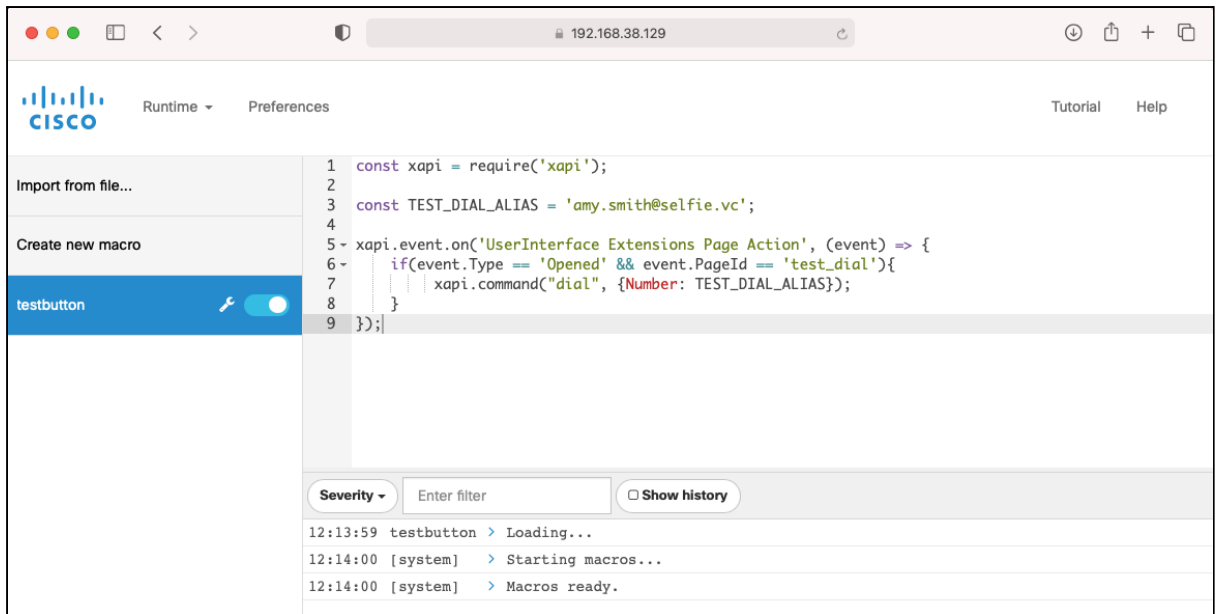 192.168.38.129
CISCO
Runtime
Preferences
Tutorial
Help
Import from file...
Create new macro
testbutton
1 const xapi = require('xapi');
2
3 const TEST_DIAL_ALIAS = 'amy.smith@selfie.vc';
4
5 xapi.event.on('UserInterface Extensions Page Action', (event) => {
6 if(event.Type == 'Opened' && event.PageId == 'test_dial'){
7 xapi.command("dial", {Number: TEST_DIAL_ALIAS});
8 }
9 });
Severity
Enter filter
Show history
12:13:59 testbutton > Loading...
12:14:00 [system] > Starting macros...
12:14:00 [system] > Macros ready.